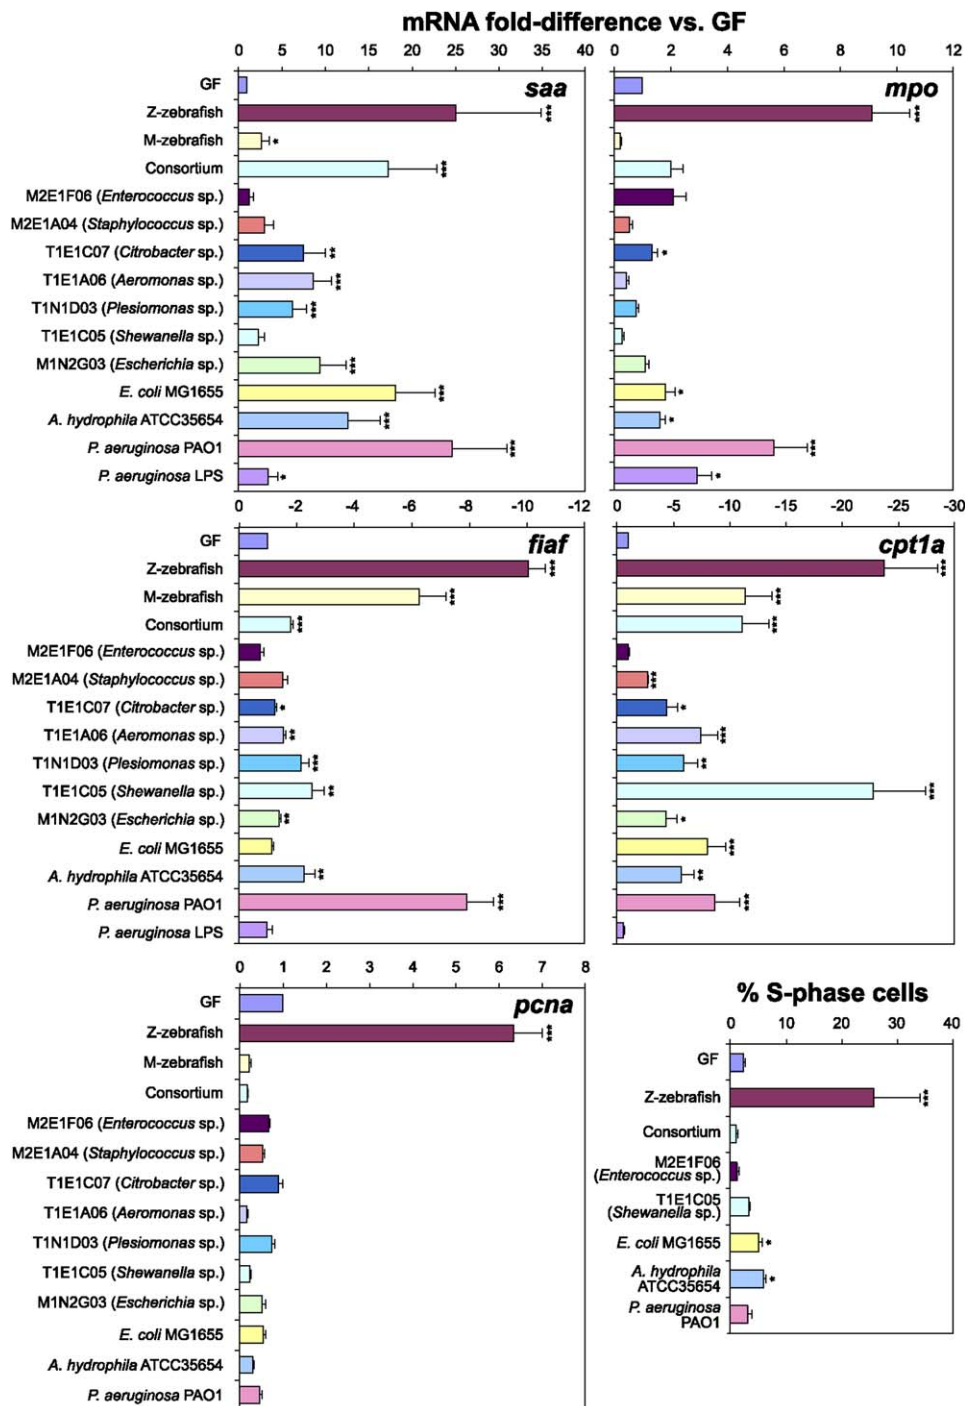 mRNA fold-difference vs. GF
0 5 10 15 20 25 30 35 40
0 2 4 6 8 10 12
saa
mpo
GF
Z-zebrafish ***
***
M-zebrafish *
Consortium ***
M2E1F06 (Enterococcus sp.)
M2E1A04 (Staphylococcus sp.)
T1E1C07 (Citrobacter sp.) **
*
T1E1A06 (Aeromonas sp.) ***
T1N1D03 (Plesiomonas sp.) ***
T1E1C05 (Shewanella sp.)
M1N2G03 (Escherichia sp.) ***
E. coli MG1655 ***
*
A. hydrophila ATCC35654 ***
*
P. aeruginosa PAO1 ***
***
P. aeruginosa LPS *
*
0 -2 -4 -6 -8 -10 -12
0 -5 -10 -15 -20 -25 -30
fiaf
cpt1a
GF
Z-zebrafish ***
***
M-zebrafish ***
***
Consortium ***
***
M2E1F06 (Enterococcus sp.)
M2E1A04 (Staphylococcus sp.)
***
T1E1C07 (Citrobacter sp.) *
*
T1E1A06 (Aeromonas sp.) **
***
T1N1D03 (Plesiomonas sp.) ***
**
T1E1C05 (Shewanella sp.) **
***
M1N2G03 (Escherichia sp.) **
*
E. coli MG1655
***
A. hydrophila ATCC35654 **
**
P. aeruginosa PAO1 ***
***
P. aeruginosa LPS
0 1 2 3 4 5 6 7 8
pcna
GF
Z-zebrafish ***
M-zebrafish
Consortium
M2E1F06 (Enterococcus sp.)
M2E1A04 (Staphylococcus sp.)
T1E1C07 (Citrobacter sp.)
T1E1A06 (Aeromonas sp.)
T1N1D03 (Plesiomonas sp.)
T1E1C05 (Shewanella sp.)
M1N2G03 (Escherichia sp.)
E. coli MG1655
A. hydrophila ATCC35654
P. aeruginosa PAO1
% S-phase cells
0 10 20 30 40
GF
Z-zebrafish ***
Consortium
M2E1F06
(Enterococcus sp.)
T1E1C05
(Shewanella sp.)
E. coli MG1655 *
A. hydrophila
ATCC35654 *
P. aeruginosa
PAO1